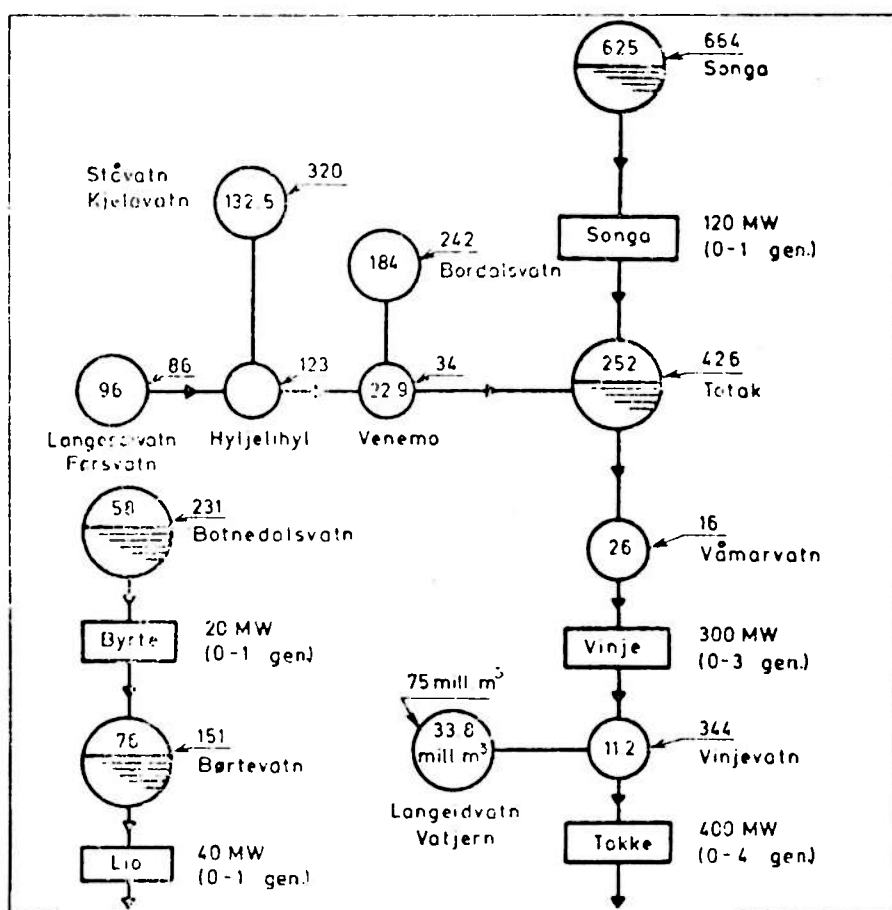 625
664
Songa
Ståvatn
Kjelavatn
320
132.5
242
184
Bordalsvatn
Songa
120 MW
(0-1 gen.)
96
86
123
22.9
34
252
426
Totak
Hyljelihyl
Venemo
Førsvatn
58
231
Botnedalsvatn
16
26
Våmarvatn
Byrte
20 MW
(0-1 gen.)
Vinje
300 MW
(0-3 gen.)
75 mill m³
33.8
mill m³
151
Børtevatn
11.2
344
Vinjevatn
Langeidvatn
Vatjern
Lio
40 MW
(0-1 gen.)
Tokke
400 MW
(0-4 gen.)